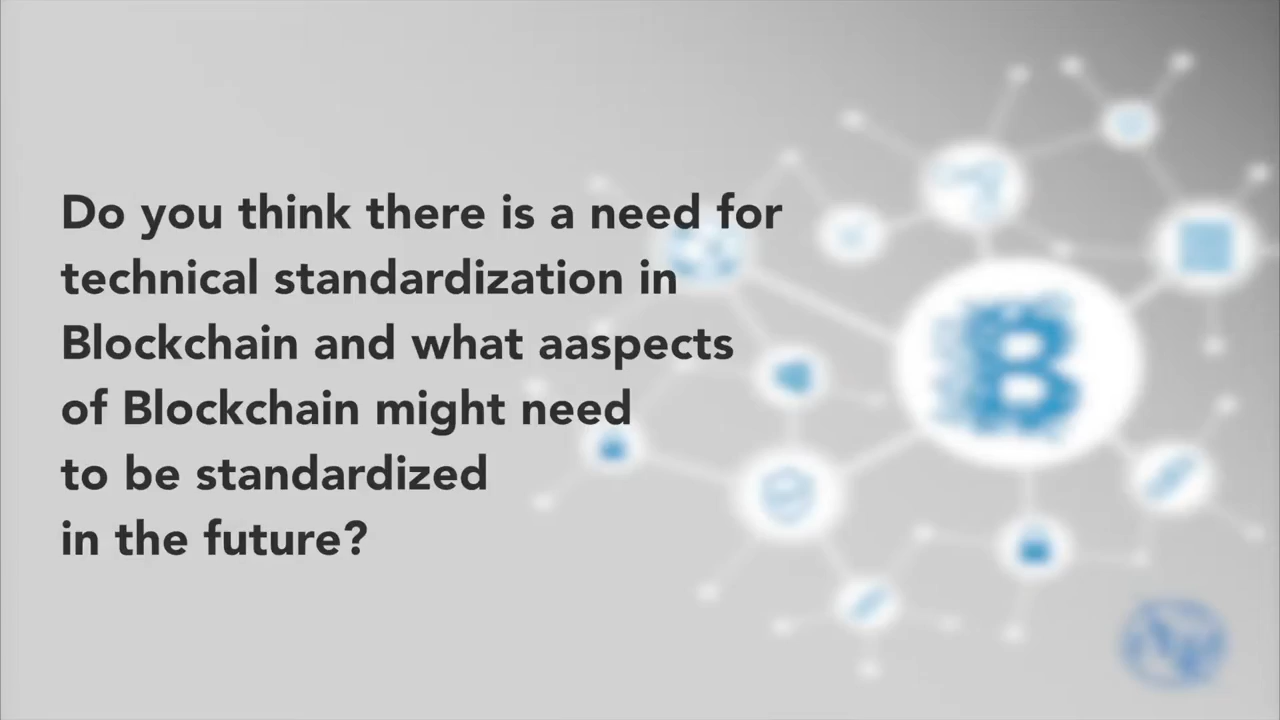 Do you think there is a need for
technical standardization in
Blockchain and what aaspects
of Blockchain might need
to be standardized
in the future?